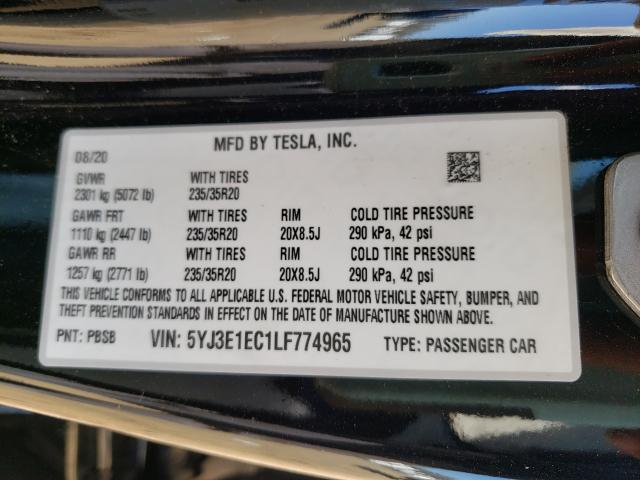 MFD BY TESLA, INC.
08/20
GVWR WITH TIRES
2301 kg (5072 lb) 235/35R20
GAWR FRT WITH TIRES RIM COLD TIRE PRESSURE
1110 kg (2447 lb) 235/35R20 20X8.5J 290 kPa, 42 psi
GAWR RR WITH TIRES RIM COLD TIRE PRESSURE
1257 kg (2771 lb) 235/35R20 20X8.5J 290 kPa, 42 psi
THIS VEHICLE CONFORMS TO ALL APPLICABLE U.S. FEDERAL MOTOR VEHICLE SAFETY, BUMPER, AND
THEFT PREVENTION STANDARDS IN EFFECT ON THE DATE OF MANUFACTURE SHOWN ABOVE.
PNT: PBSB VIN: 5YJ3E1EC1LF774965 TYPE: PASSENGER CAR